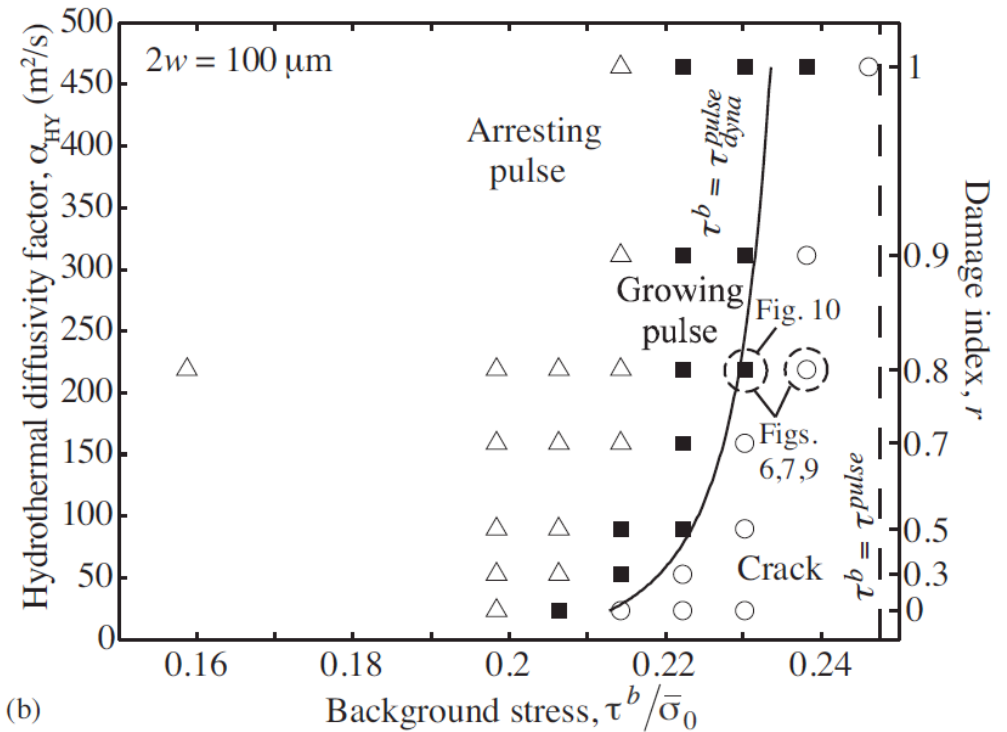 500
450
400
350
300
250
200
150
100
50
0
Hydrothermal diffusivity factor, α_HY (m²/s)
2w = 100 μm
Arresting
pulse
τ^b = τ^pulse_dyna
Growing
pulse
Fig. 10
Figs.
6,7,9
Crack
τ^b = τ^pulse
1
0.9
0.8
0.7
0.5
0.3
0
Damage index, r
0.16
0.18
0.2
0.22
0.24
(b)
Background stress, τ^b/σ̄₀